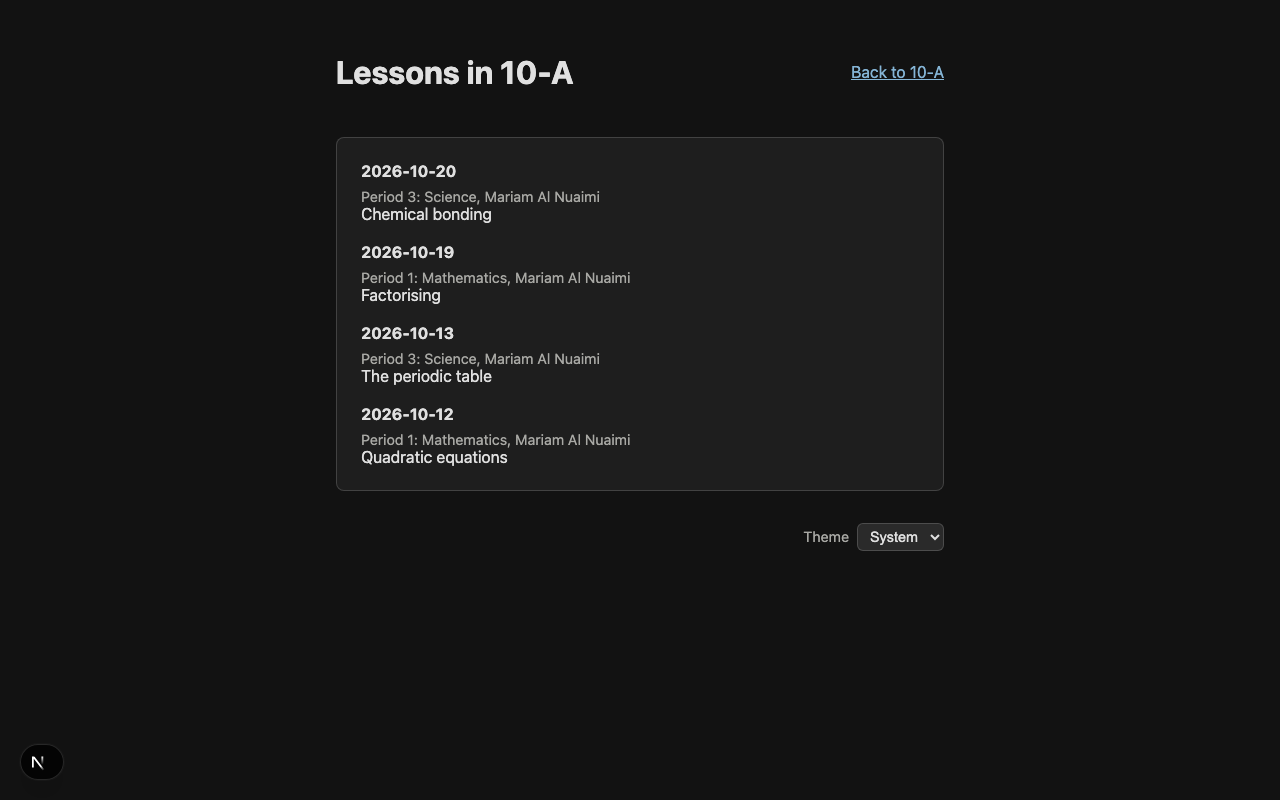 Lessons in 10-A
Back to 10-A
2026-10-20
Period 3: Science, Mariam Al Nuaimi
Chemical bonding
2026-10-19
Period 1: Mathematics, Mariam Al Nuaimi
Factorising
2026-10-13
Period 3: Science, Mariam Al Nuaimi
The periodic table
2026-10-12
Period 1: Mathematics, Mariam Al Nuaimi
Quadratic equations
Theme System
N